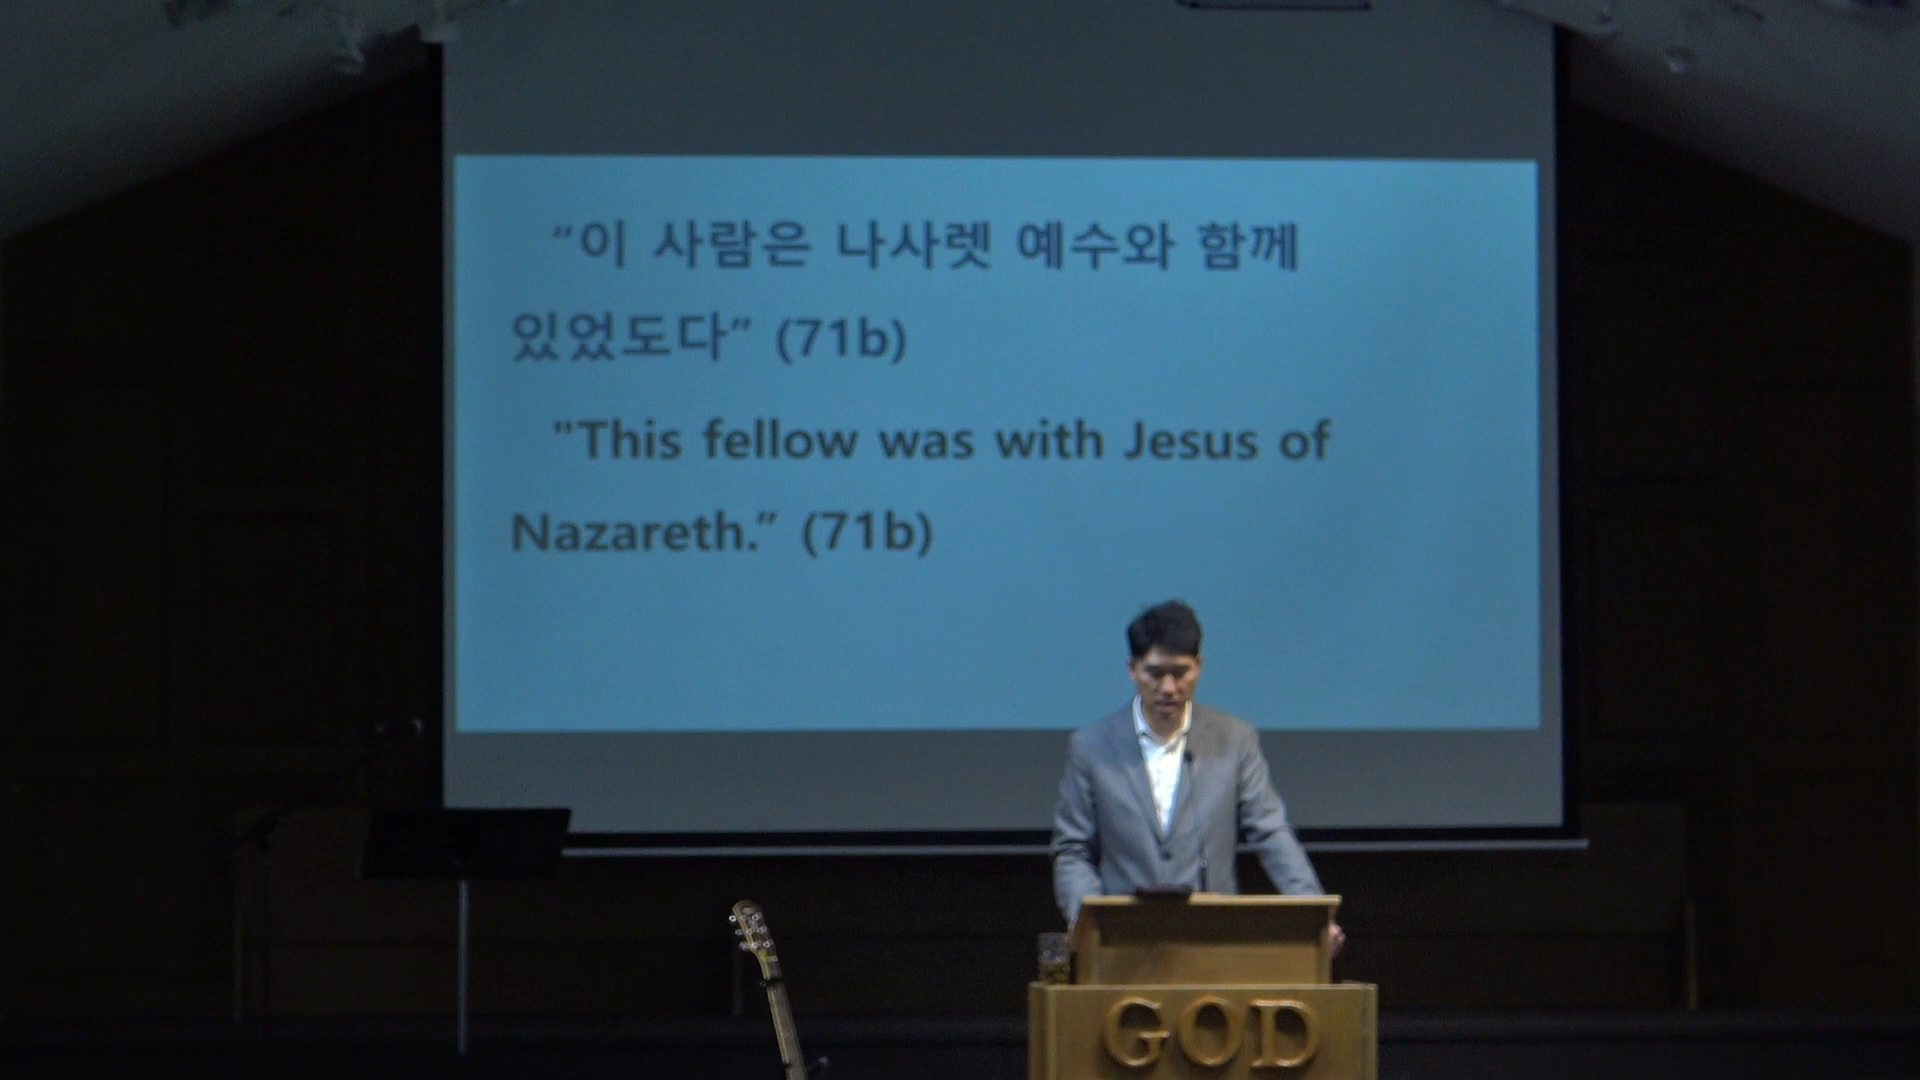 “이 사람은 나사렛 예수와 함께
있었도다” (71b)
"This fellow was with Jesus of
Nazareth.” (71b)
GOD